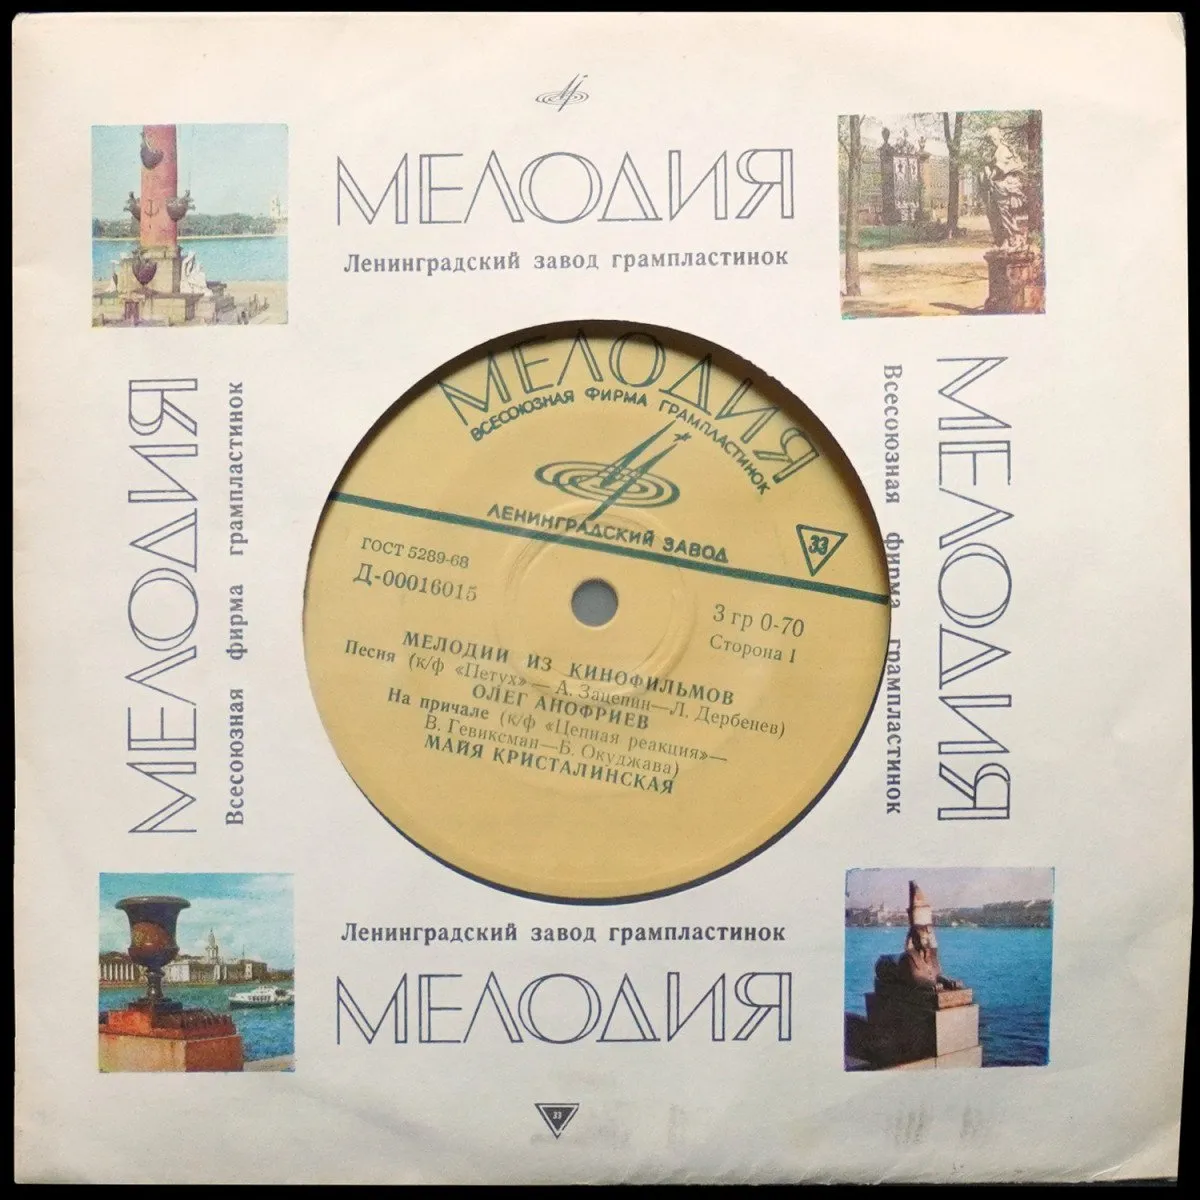 МЕЛОДИЯ
Ленинградский завод грампластинок
МЕЛОДИЯ
Всесоюзная фирма грампластинок
МЕЛОДИЯ
ВСЕСОЮЗНАЯ ФИРМА ГРАМПЛАСТИНОК
ЛЕНИНГРАДСКИЙ ЗАВОД
33
ГОСТ 5289-68
Д-00016015
3 гр 0-70
Сторона I
МЕЛОДИИ ИЗ КИНОФИЛЬМОВ
Песня (к/ф «Петух»—А. Зацепин—Л. Дербенев)
ОЛЕГ АНОФРИЕВ
На причале (к/ф «Цепная реакция»—
В. Гевиксман—Б. Окуджава)
МАЙЯ КРИСТАЛИНСКАЯ
МЕЛОДИЯ
Всесоюзная фирма грампластинок
Ленинградский завод грампластинок
МЕЛОДИЯ
33